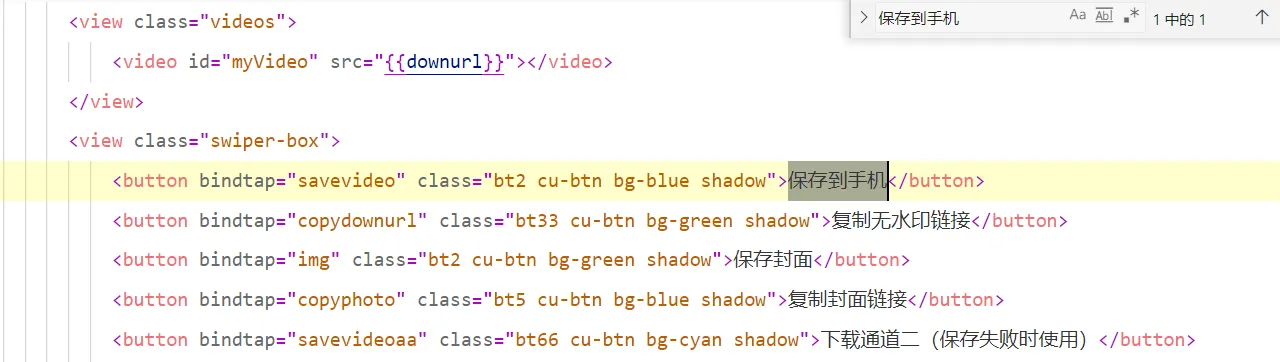 <view class="videos">
保存到手机
Aa Abl .* 1 中的 1
<video id="myVideo" src="{{downurl}}"></video>
</view>
<view class="swiper-box">
<button bindtap="savevideo" class="bt2 cu-btn bg-blue shadow">保存到手机</button>
<button bindtap="copydownurl" class="bt33 cu-btn bg-green shadow">复制无水印链接</button>
<button bindtap="img" class="bt2 cu-btn bg-green shadow">保存封面</button>
<button bindtap="copyphoto" class="bt5 cu-btn bg-blue shadow">复制封面链接</button>
<button bindtap="savevideoaa" class="bt66 cu-btn bg-cyan shadow">下载通道二（保存失败时使用）</button>